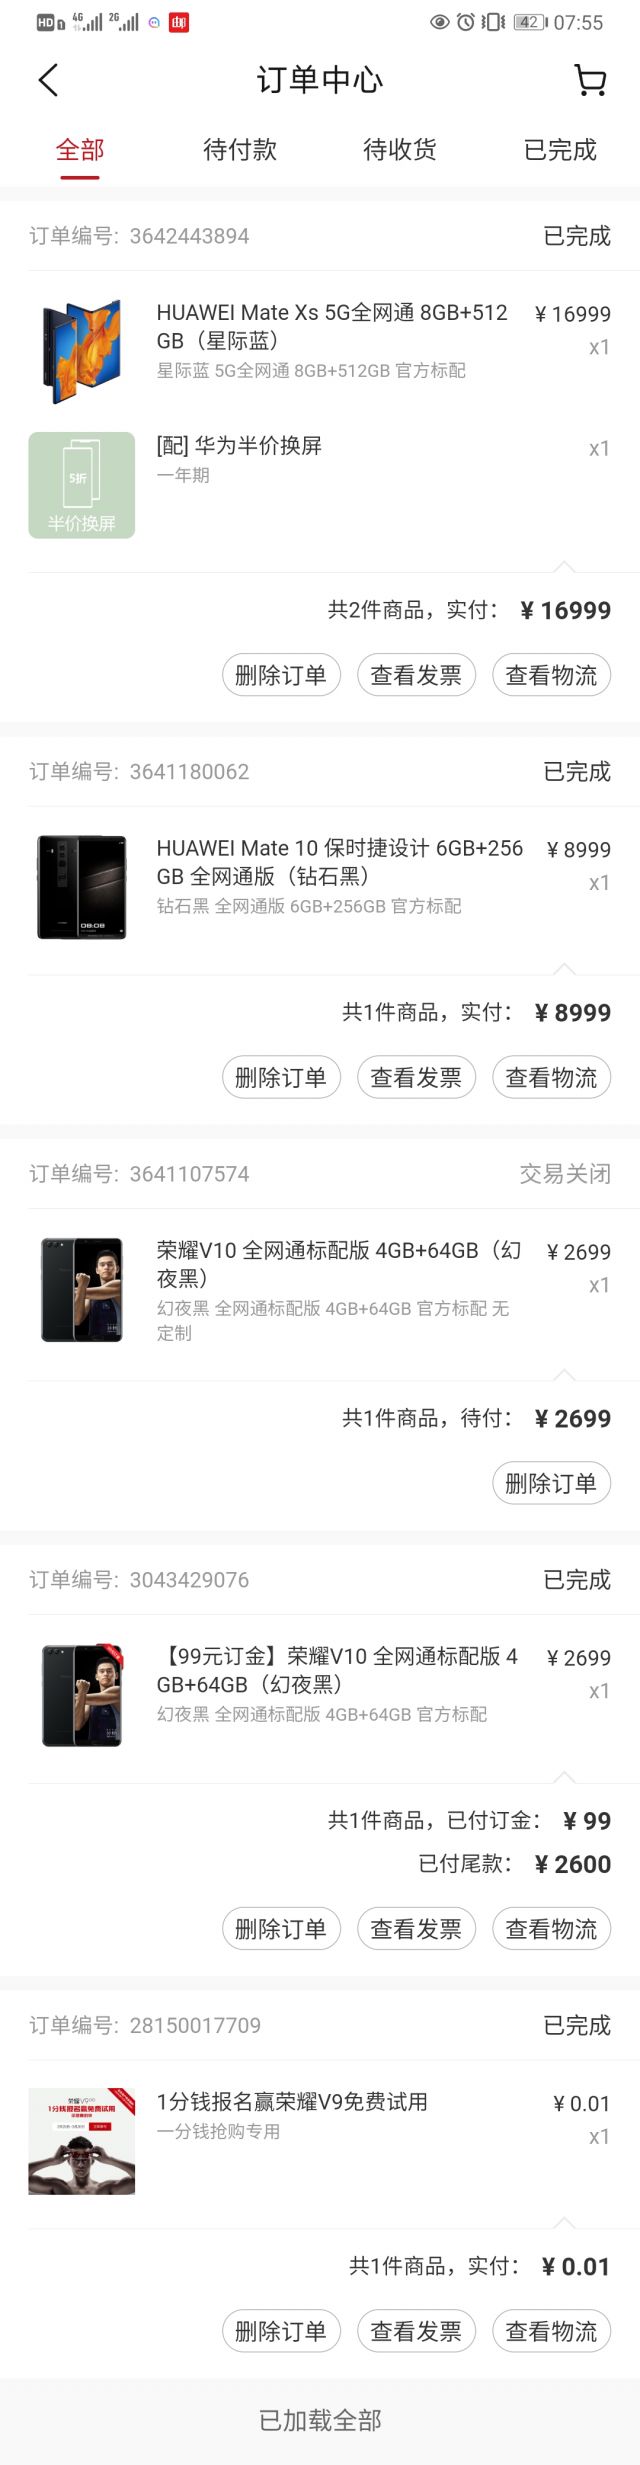 HD 1 4G 2G 邮 42 07:55
订单中心
全部 待付款 待收货 已完成
订单编号: 3642443894 已完成
HUAWEI Mate Xs 5G全网通 8GB+512 ¥ 16999
GB（星际蓝） x1
星际蓝 5G全网通 8GB+512GB 官方标配
[配] 华为半价换屏 x1
一年期
5折
半价换屏
共2件商品，实付： ¥ 16999
删除订单 查看发票 查看物流
订单编号: 3641180062 已完成
HUAWEI Mate 10 保时捷设计 6GB+256 ¥ 8999
GB 全网通版（钻石黑） x1
钻石黑 全网通版 6GB+256GB 官方标配
08:08
共1件商品，实付： ¥ 8999
删除订单 查看发票 查看物流
订单编号: 3641107574 交易关闭
荣耀V10 全网通标配版 4GB+64GB（幻 ¥ 2699
夜黑） x1
幻夜黑 全网通标配版 4GB+64GB 官方标配 无
定制
共1件商品，待付： ¥ 2699
删除订单
订单编号: 3043429076 已完成
【99元订金】荣耀V10 全网通标配版 4 ¥ 2699
GB+64GB（幻夜黑） x1
幻夜黑 全网通标配版 4GB+64GB 官方标配
共1件商品，已付订金： ¥ 99
已付尾款： ¥ 2600
删除订单 查看发票 查看物流
订单编号: 28150017709 已完成
1分钱报名赢荣耀V9免费试用 ¥ 0.01
一分钱抢购专用 x1
荣耀V9
1分钱报名赢免费试用
共1件商品，实付： ¥ 0.01
删除订单 查看发票 查看物流
已加载全部